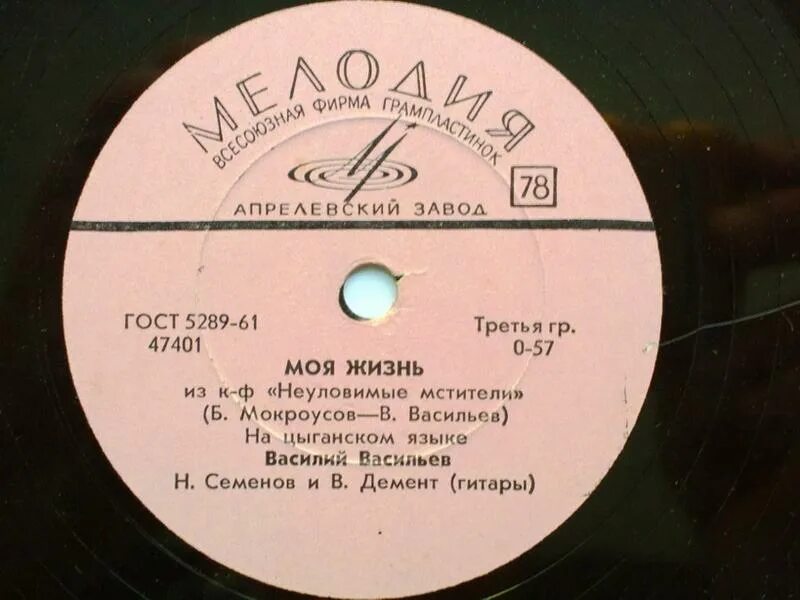 МЕЛОДИЯ
ВСЕСОЮЗНАЯ ФИРМА ГРАМПЛАСТИНОК
78
АПРЕЛЕВСКИЙ ЗАВОД
ГОСТ 5289-61
47401
Третья гр.
0-57
МОЯ ЖИЗНЬ
из к-ф «Неуловимые мстители»
(Б. Мокроусов—В. Васильев)
На цыганском языке
Василий Васильев
Н. Семенов и В. Демент (гитары)